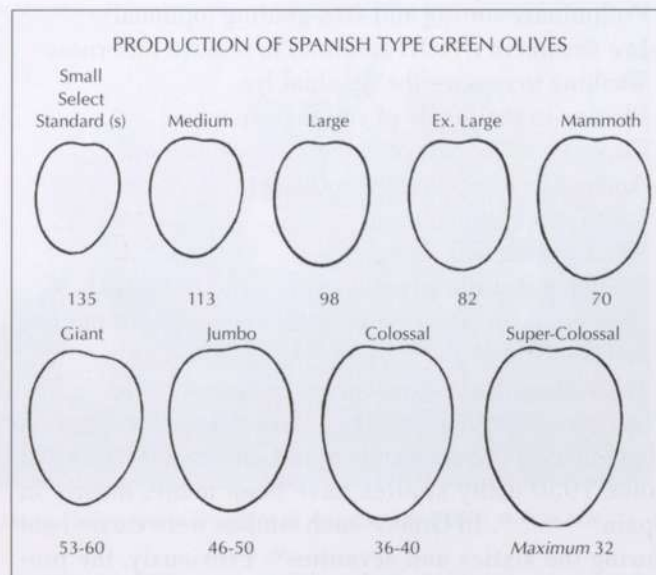 PRODUCTION OF SPANISH TYPE GREEN OLIVES
Small
Select
Standard (s) Medium Large Ex. Large Mammoth
135 113 98 82 70
Giant Jumbo Colossal Super-Colossal
53-60 46-50 36-40 Maximum 32